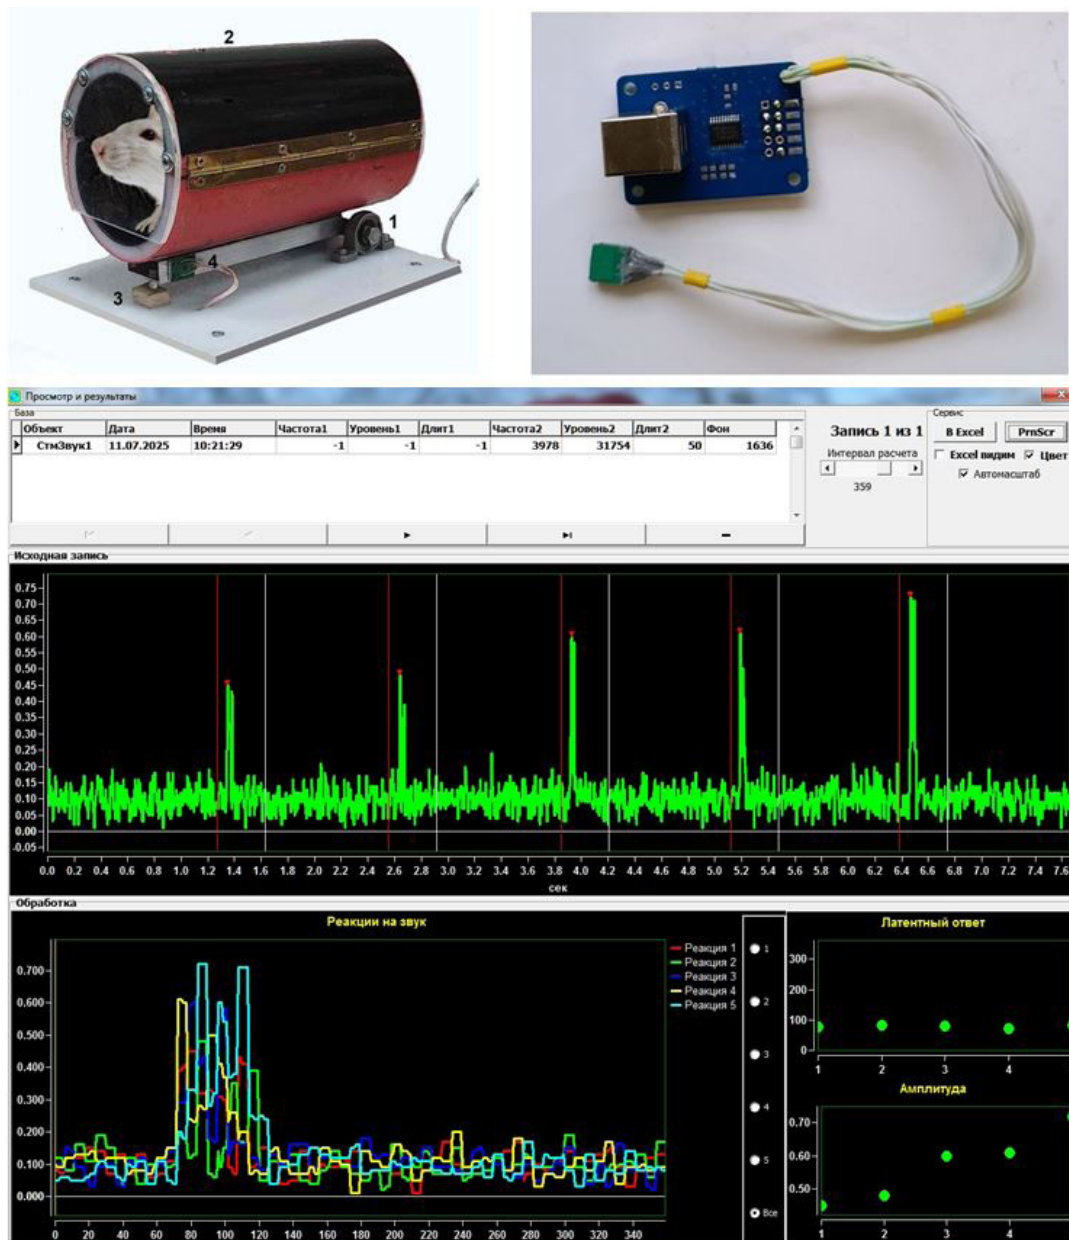 2
1
4
3
Просмотр и результаты
База
Объект Дата Время Частота1 Уровень1 Длит1 Частота2 Уровень2 Длит2 Фон
СтмЗвук1 11.07.2025 10:21:29 -1 -1 -1 3978 31754 50 1636
Запись 1 из 1
Интервал расчета
359
Сервис
В Excel PrnScr
Excel видим Цвет
Автомасштаб
Исходная запись
0.75
0.70
0.65
0.60
0.55
0.50
0.45
0.40
0.35
0.30
0.25
0.20
0.15
0.10
0.05
0.00
-0.05
0.0 0.2 0.4 0.6 0.8 1.0 1.2 1.4 1.6 1.8 2.0 2.2 2.4 2.6 2.8 3.0 3.2 3.4 3.6 3.8 4.0 4.2 4.4 4.6 4.8 5.0 5.2 5.4 5.6 5.8 6.0 6.2 6.4 6.6 6.8 7.0 7.2 7.4 7.6
сек
Обработка
Реакции на звук
0.700
0.600
0.500
0.400
0.300
0.200
0.100
0.000
0 20 40 60 80 100 120 140 160 180 200 220 240 260 280 300 320 340
Реакция 1
Реакция 2
Реакция 3
Реакция 4
Реакция 5
1
2
3
4
5
Все
Латентный ответ
300
200
100
0
1 2 3 4
Амплитуда
0.70
0.60
0.50
1 2 3 4